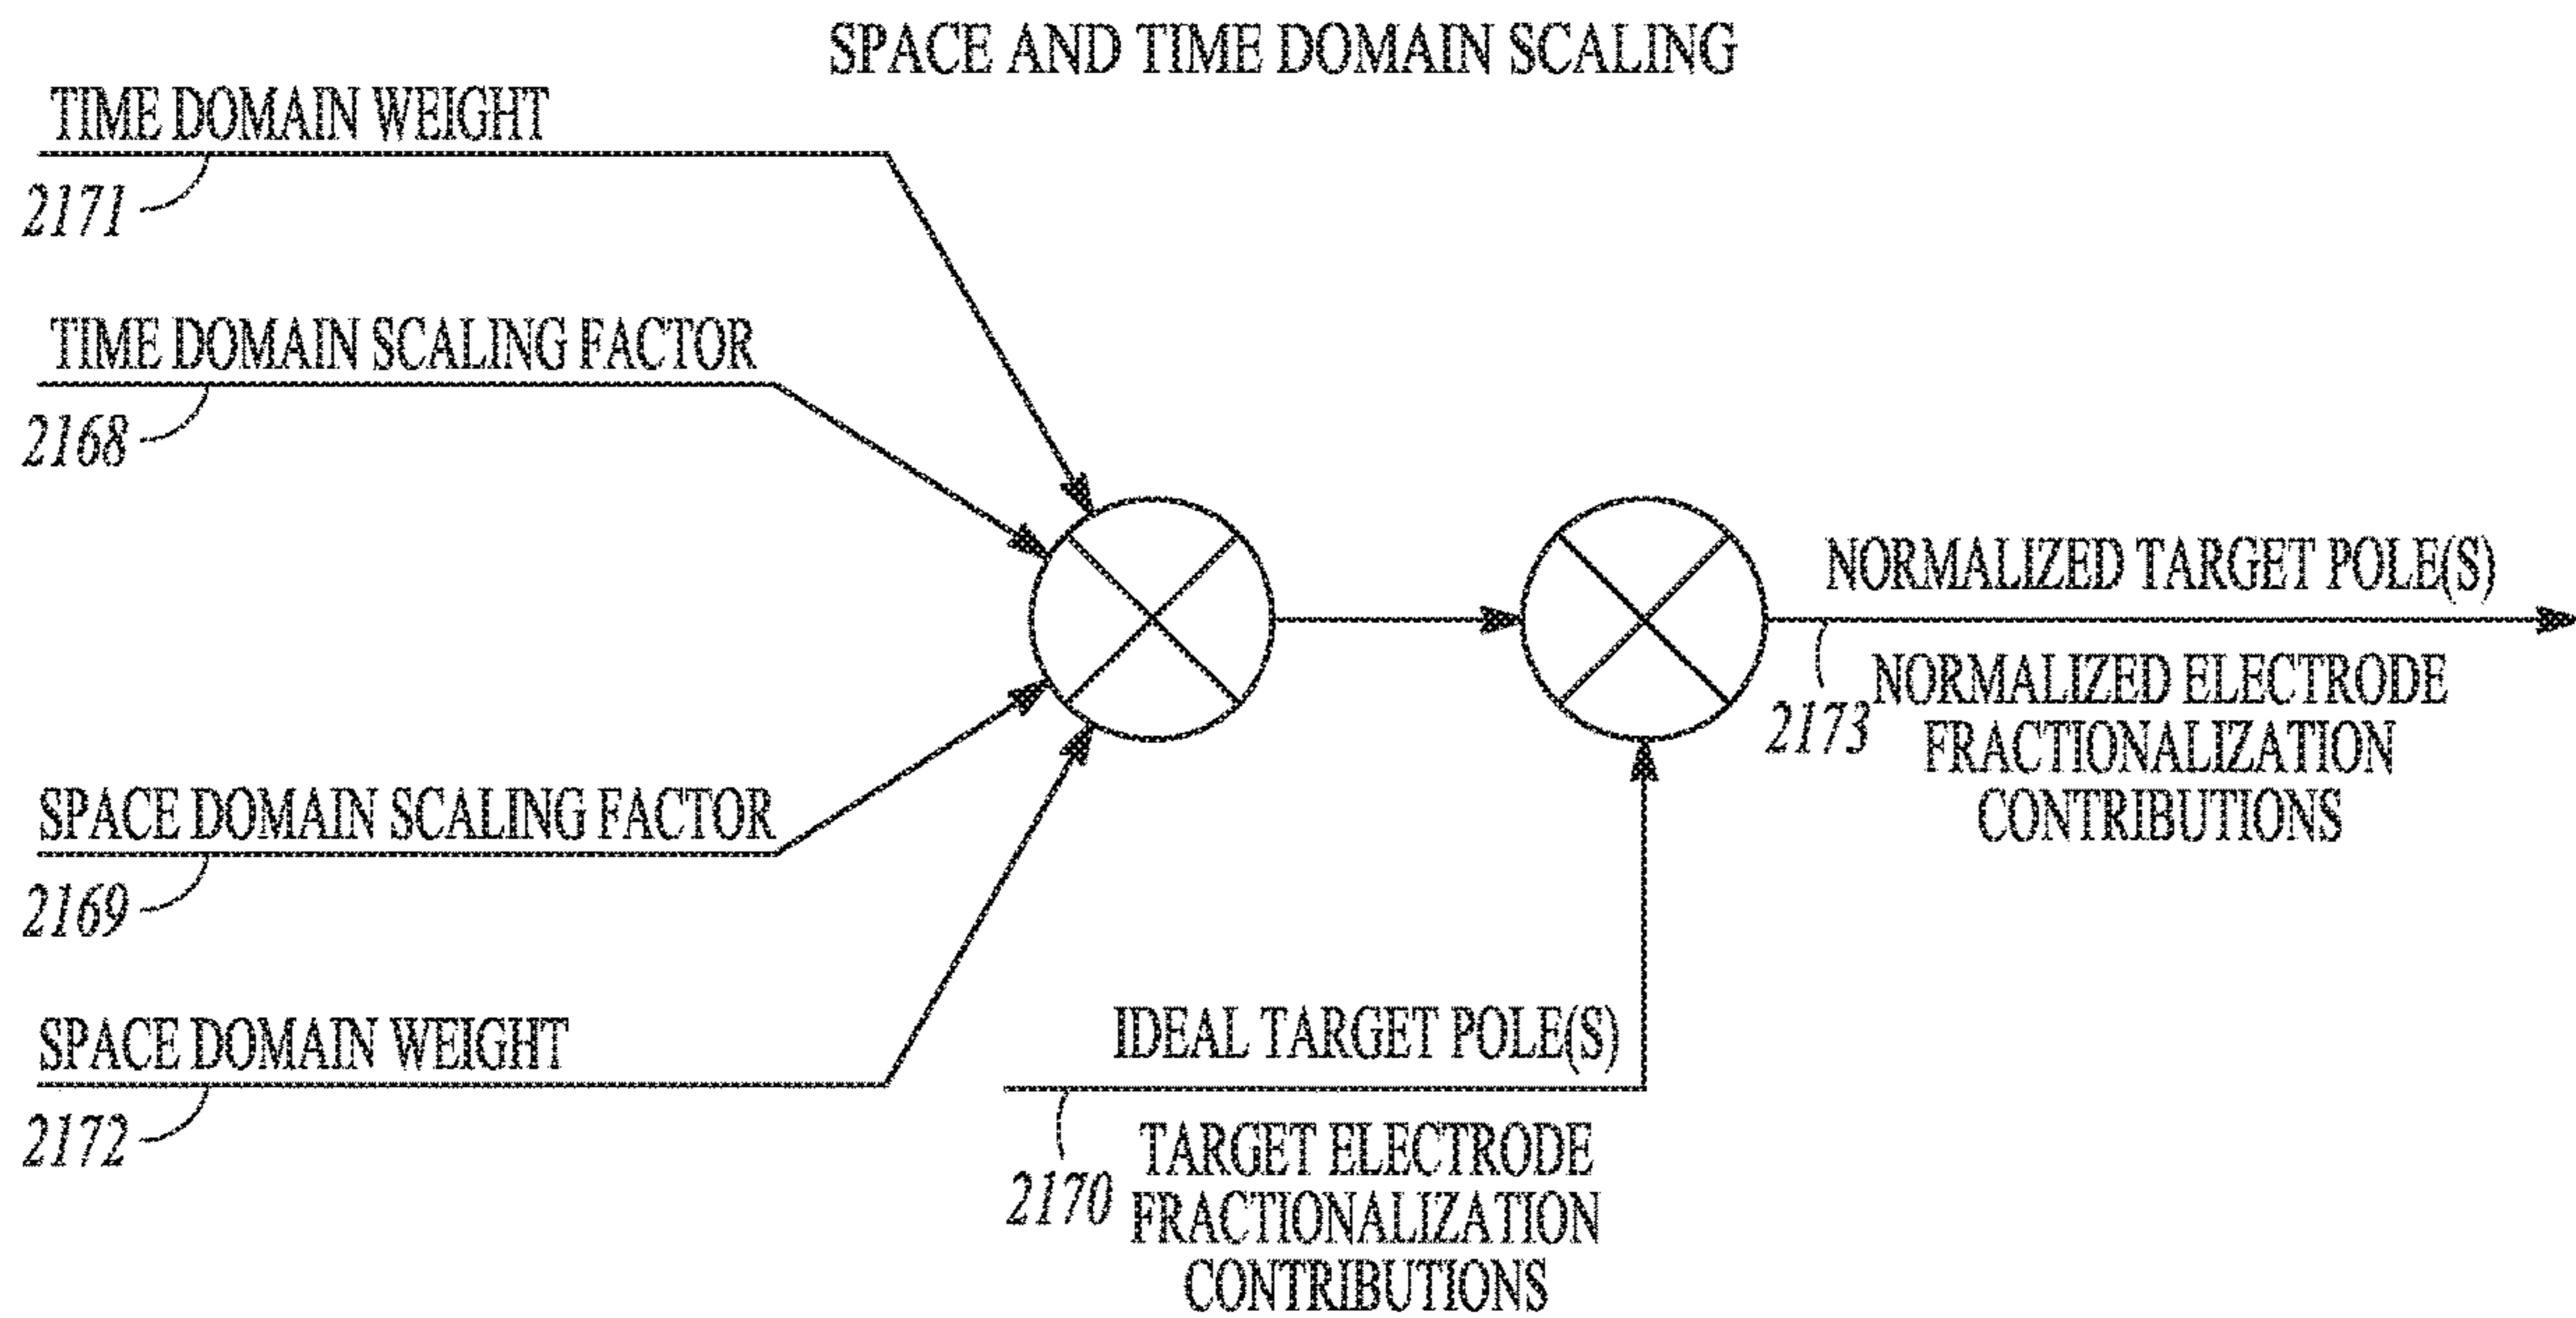 SPACE AND TIME DOMAIN SCALING
TIME DOMAIN WEIGHT
2171
TIME DOMAIN SCALING FACTOR
2168
NORMALIZED TARGET POLE(S)
2173
NORMALIZED ELECTRODE
FRACTIONALIZATION
CONTRIBUTIONS
SPACE DOMAIN SCALING FACTOR
2169
SPACE DOMAIN WEIGHT
2172
IDEAL TARGET POLE(S)
2170
TARGET ELECTRODE
FRACTIONALIZATION
CONTRIBUTIONS